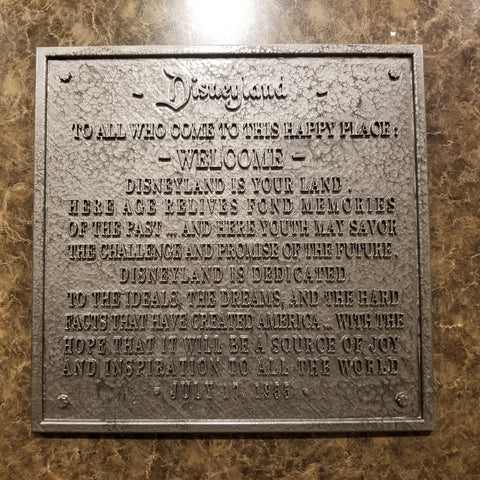 - Disneyland -
TO ALL WHO COME TO THIS HAPPY PLACE:
- WELCOME -
DISNEYLAND IS YOUR LAND.
HERE AGE RELIVES FOND MEMORIES
OF THE PAST ... AND HERE YOUTH MAY SAVOR
THE CHALLENGE AND PROMISE OF THE FUTURE.
DISNEYLAND IS DEDICATED
TO THE IDEALS, THE DREAMS, AND THE HARD
FACTS THAT HAVE CREATED AMERICA ... WITH THE
HOPE THAT IT WILL BE A SOURCE OF JOY
AND INSPIRATION TO ALL THE WORLD
JULY 17, 1955